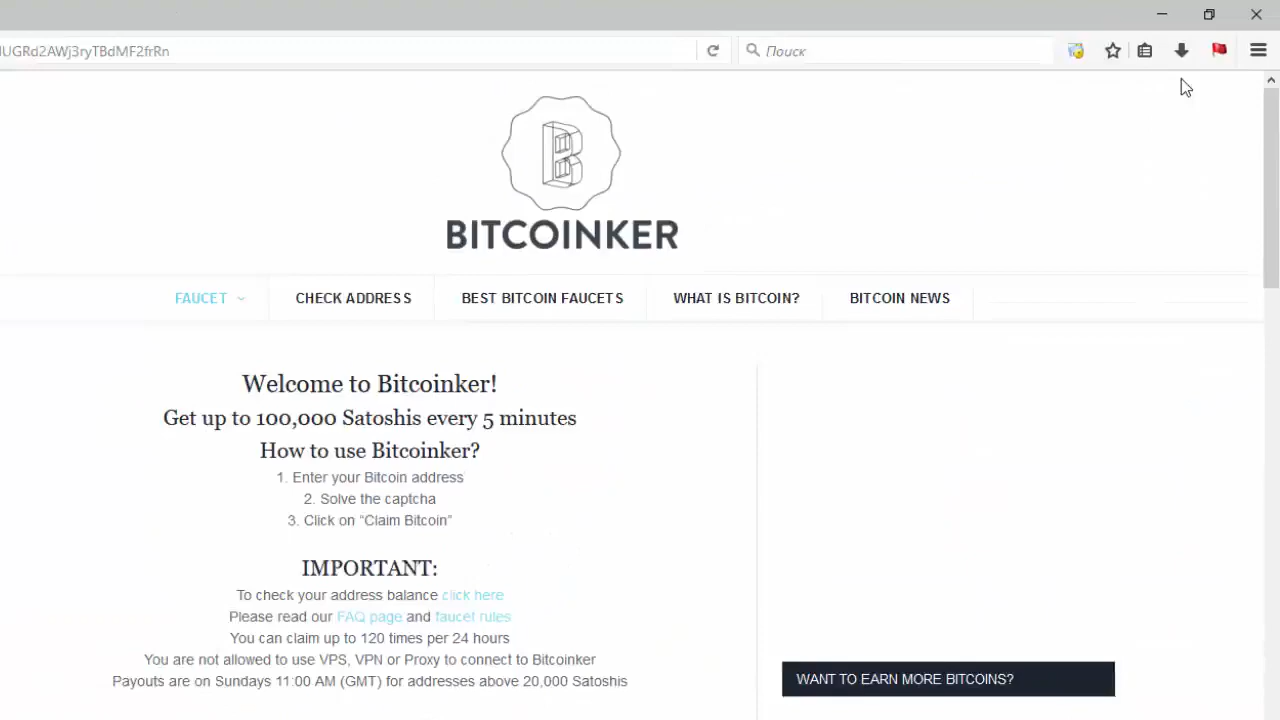 IUGRd2AWj3ryTBdMF2frRn
Поиск
BITCOINKER
FAUCET
CHECK ADDRESS
BEST BITCOIN FAUCETS
WHAT IS BITCOIN?
BITCOIN NEWS
Welcome to Bitcoinker!
Get up to 100,000 Satoshis every 5 minutes
How to use Bitcoinker?
1. Enter your Bitcoin address
2. Solve the captcha
3. Click on “Claim Bitcoin”
IMPORTANT:
To check your address balance click here
Please read our FAQ page and faucet rules
You can claim up to 120 times per 24 hours
You are not allowed to use VPS, VPN or Proxy to connect to Bitcoinker
Payouts are on Sundays 11:00 AM (GMT) for addresses above 20,000 Satoshis
WANT TO EARN MORE BITCOINS?